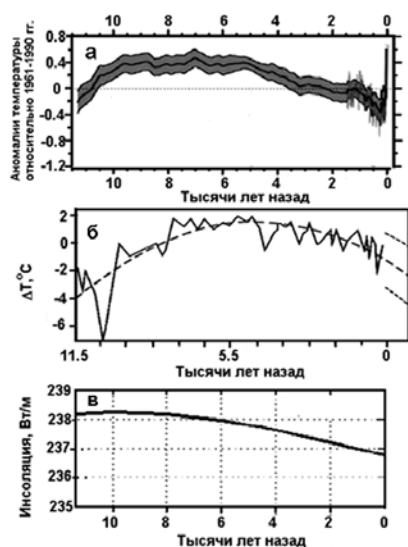 10 8 6 4 2 0
а
0.8
0.4
0
-0.4
-0.8
-1.2
Аномалии температуры
относительно 1961-1990 гг.
10 8 6 4 2 0
Тысячи лет назад
б
2
0
-2
-4
-6
ΔT,°C
11.5 5.5 0
Тысячи лет назад
в
239
238
237
236
235
Инсоляция, Вт/м
10 8 6 4 2 0
Тысячи лет назад